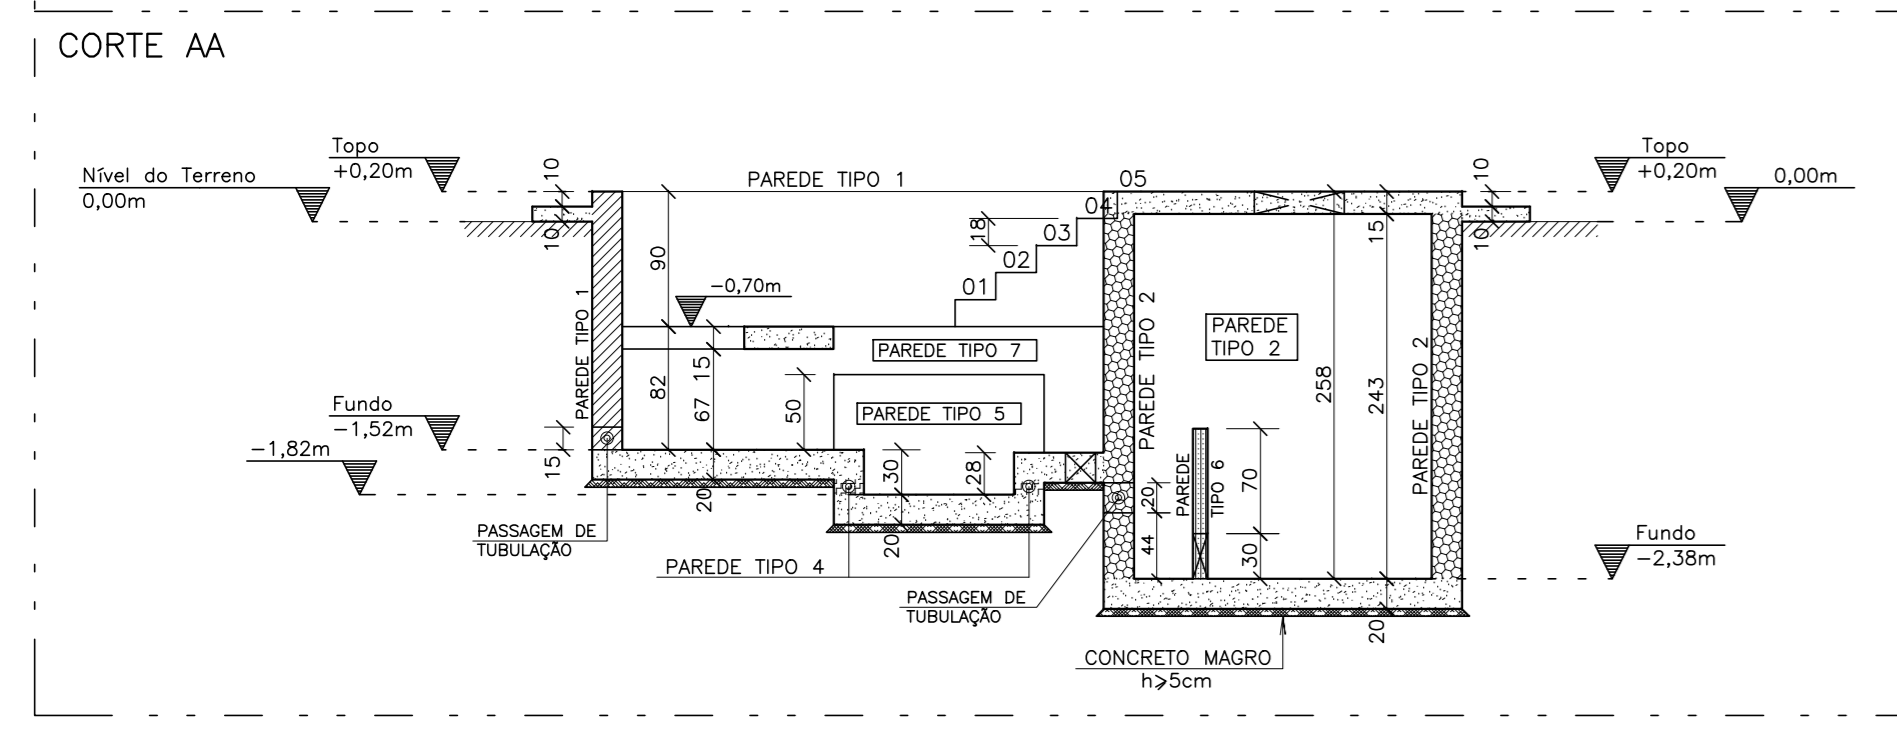 CORTE AA
Topo
+0,20m
Nível do Terreno
0,00m
10
10
PAREDE TIPO 1
05
04
03
02
01
18
10
10
Topo
+0,20m
0,00m
90
-0,70m
PAREDE TIPO 1
82
67
15
50
PAREDE TIPO 7
PAREDE TIPO 5
PAREDE TIPO 2
PAREDE
TIPO 2
15
258
243
PAREDE TIPO 2
Fundo
-1,52m
-1,82m
15
20
30
28
20
20
44
PAREDE
TIPO 6
70
30
PASSAGEM DE
TUBULAÇÃO
PAREDE TIPO 4
PASSAGEM DE
TUBULAÇÃO
Fundo
-2,38m
20
CONCRETO MAGRO
h⩾5cm